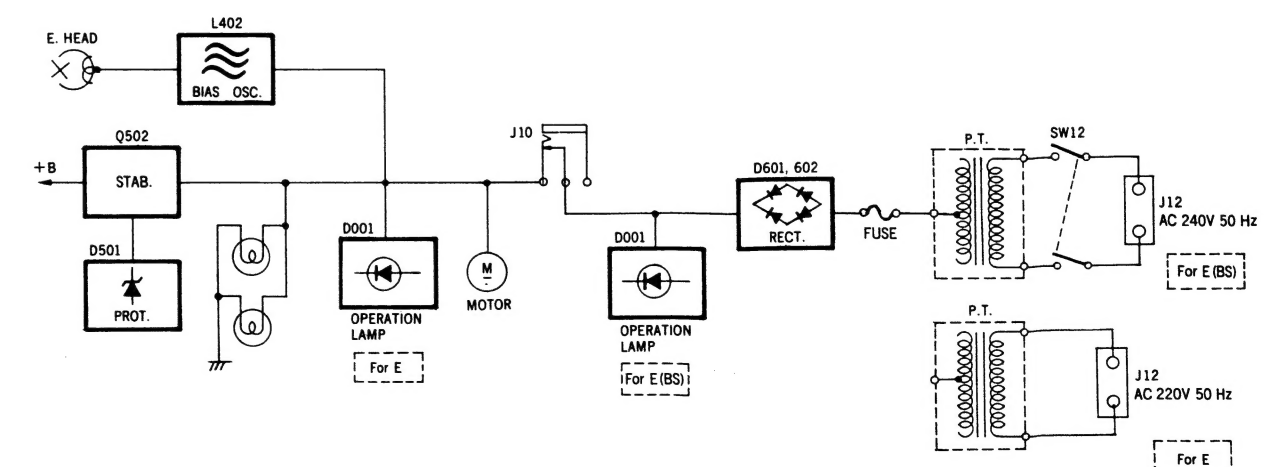 L402
E. HEAD
BIAS OSC.
Q502
+B
STAB.
D501
PROT.
D001
OPERATION
LAMP
For E
M
MOTOR
J10
D001
OPERATION
LAMP
For E (BS)
D601, 602
RECT.
FUSE
P.T.
SW12
J12
AC 240V 50 Hz
For E (BS)
P.T.
J12
AC 220V 50 Hz
For E